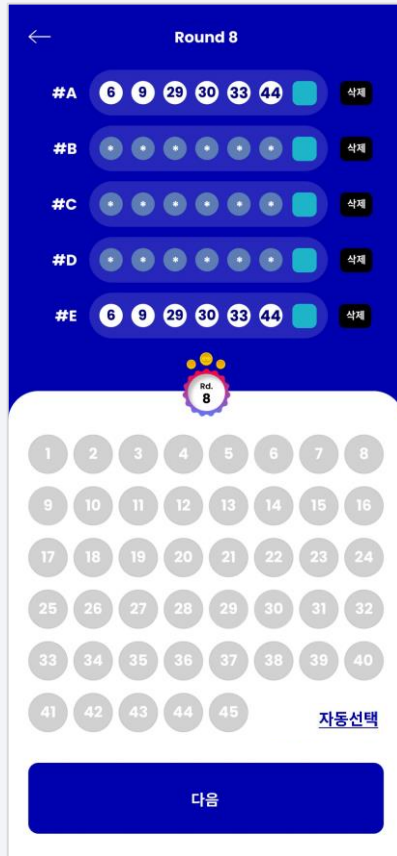 Round 8
#A 6 9 29 30 33 44 삭제
#B * * * * * * 삭제
#C * * * * * * 삭제
#D * * * * * * 삭제
#E 6 9 29 30 33 44 삭제
Rd.
8
1 2 3 4 5 6 7 8
9 10 11 12 13 14 15 16
17 18 19 20 21 22 23 24
25 26 27 28 29 30 31 32
33 34 35 36 37 38 39 40
41 42 43 44 45 자동선택
다음